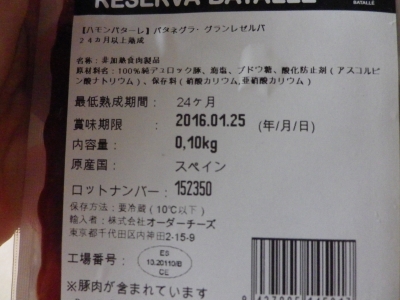 RESERVA BATALLÉ
BATALLÉ
【ハモンバターレ】パタネグラ・グランレゼルバ
24ヵ月以上熟成
名称：非加熱食肉製品
原材料名：100%純デュロック豚、海塩、ブドウ糖、酸化防止剤（アスコルビ
ン酸ナトリウム）、保存料（硝酸カリウム,亜硝酸カリウム）
最低熟成期間： 24ヶ月
賞味期限 ： 2016.01.25 (年/月/日)
内容量： 0,10kg
原産国： スペイン
ロットナンバー： 152350
保存方法：要冷蔵（10℃以下）
輸入者：株式会社オーダーチーズ
東京都千代田区内神田2-15-9
工場番号：
ES
10.20110/B
CE
※豚肉が含まれています